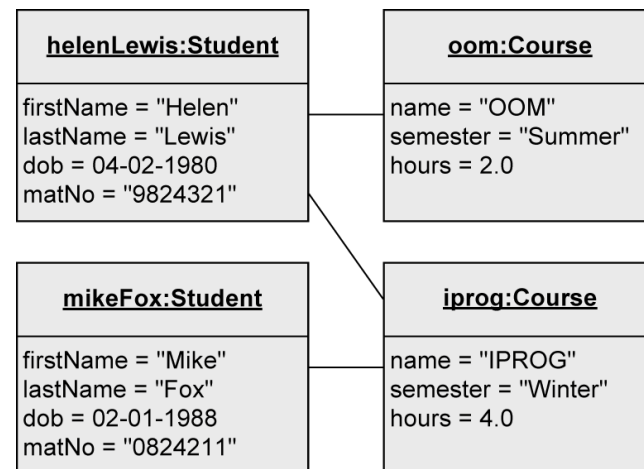 helenLewis:Student
firstName = "Helen"
lastName = "Lewis"
dob = 04-02-1980
matNo = "9824321"
oom:Course
name = "OOM"
semester = "Summer"
hours = 2.0
mikeFox:Student
firstName = "Mike"
lastName = "Fox"
dob = 02-01-1988
matNo = "0824211"
iprog:Course
name = "IPROG"
semester = "Winter"
hours = 4.0